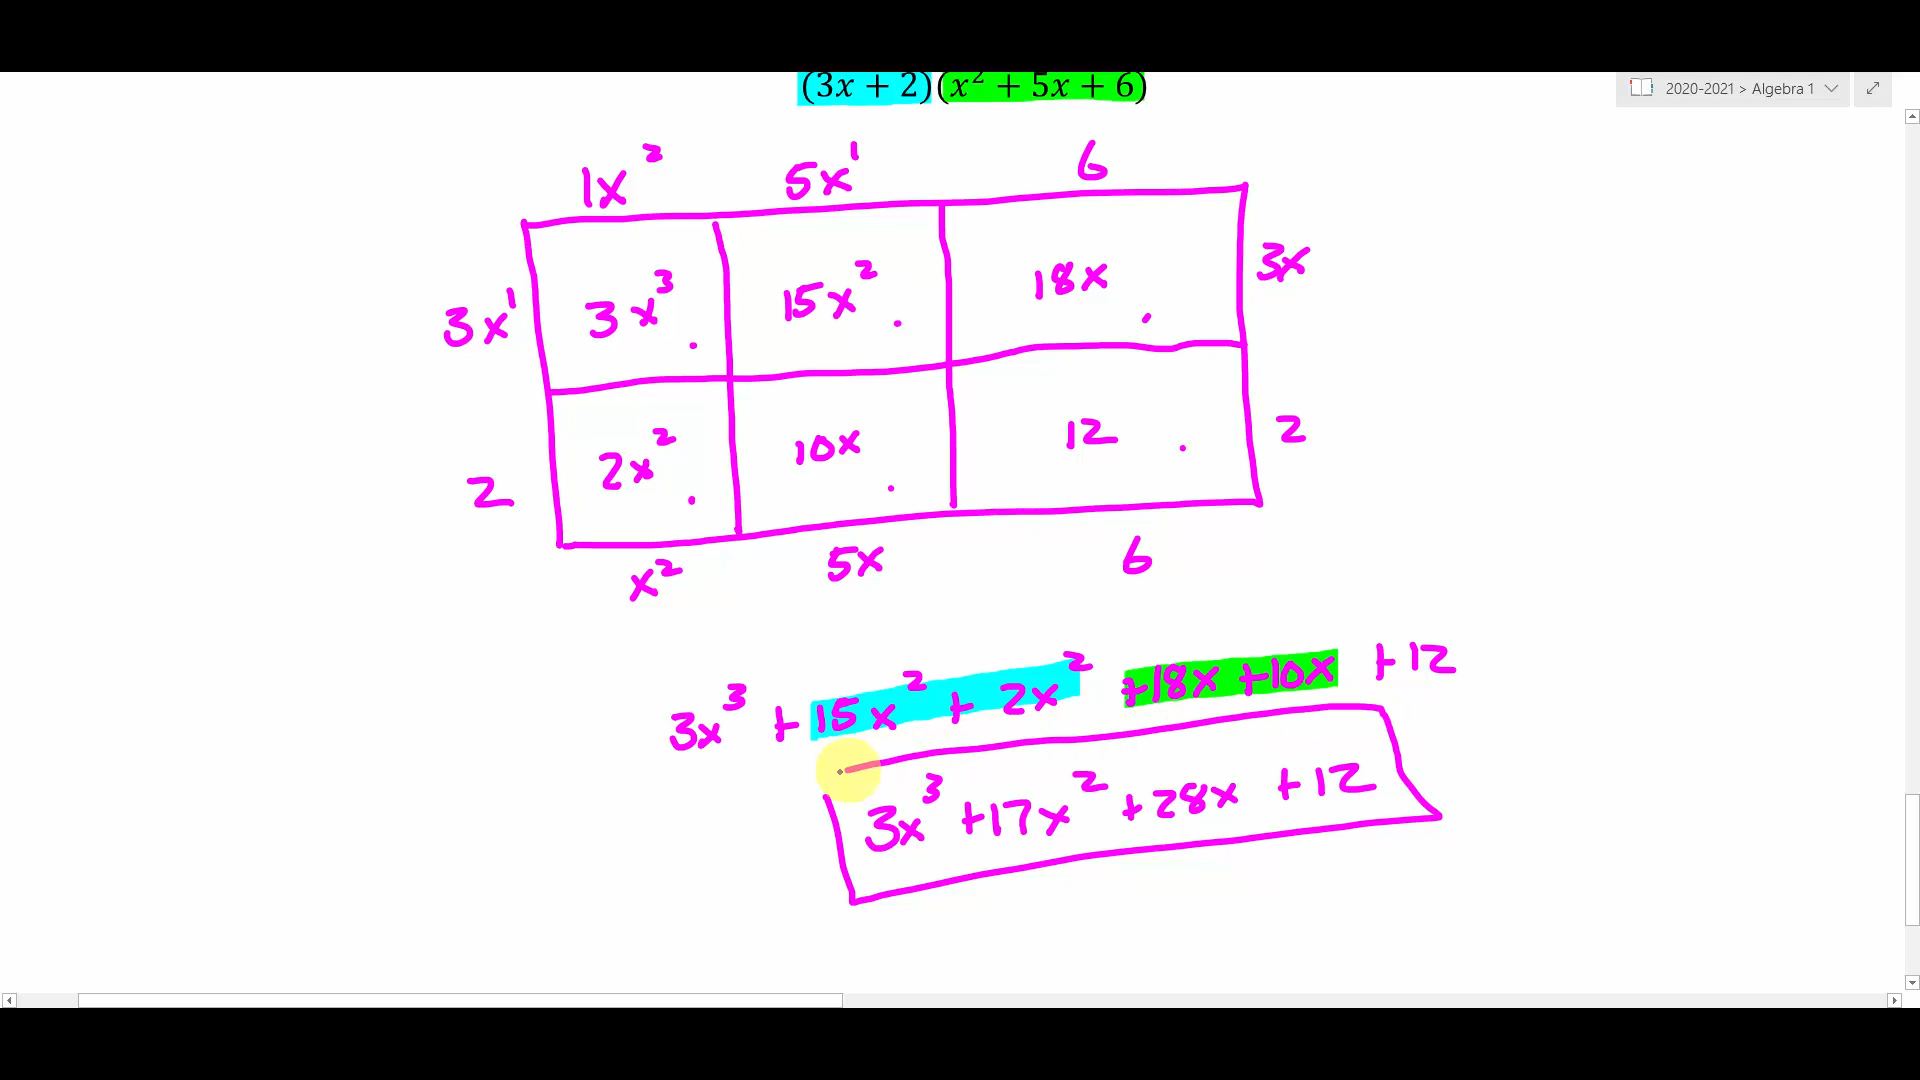 (3x + 2)(x² + 5x + 6)
2020-2021 > Algebra 1
1x² 5x¹ 6
3x¹ 3x³ 15x² 18x 3x
2 2x² 10x 12 2
x² 5x 6
3x³ + 15x² + 2x² +18x +10x +12
3x³ +17x² +28x +12